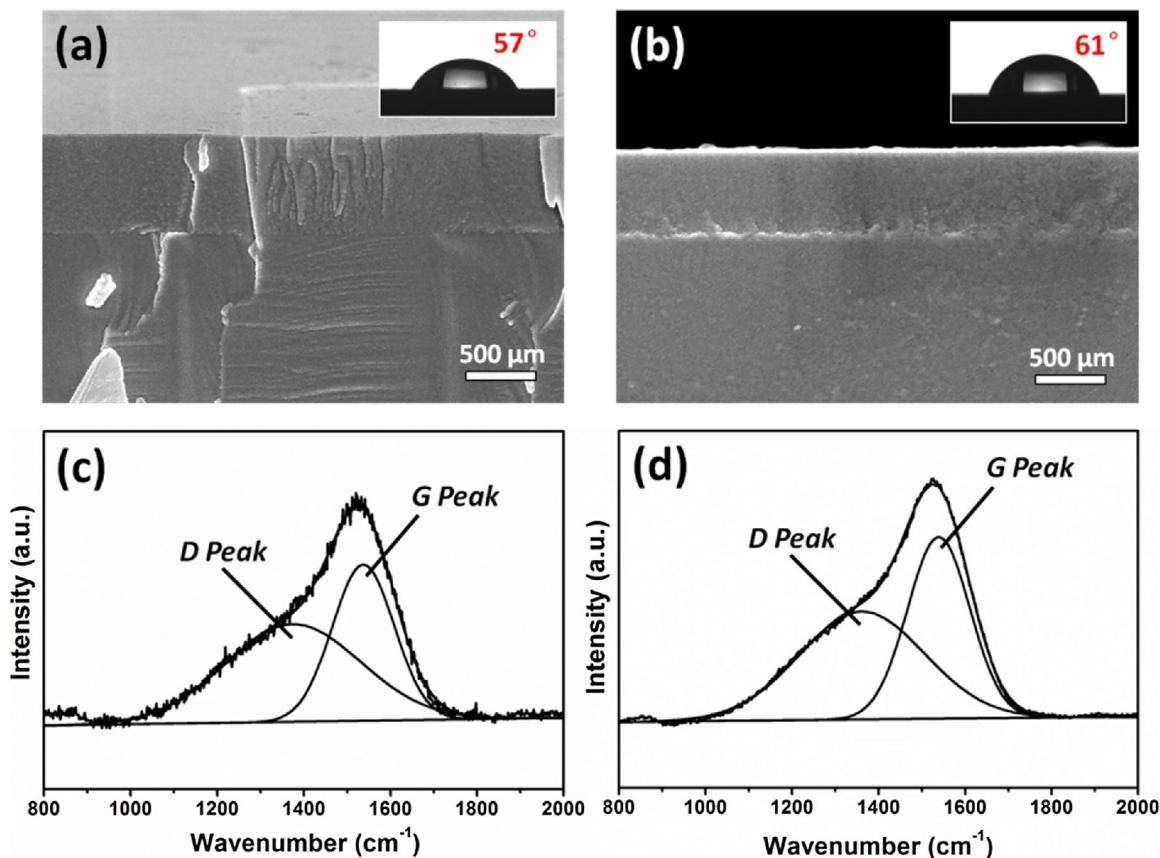 (a)
57°
500 μm
(b)
61°
500 μm
(c)
D Peak
G Peak
Intensity (a.u.)
800 1000 1200 1400 1600 1800 2000
Wavenumber (cm⁻¹)
(d)
D Peak
G Peak
Intensity (a.u.)
800 1000 1200 1400 1600 1800 2000
Wavenumber (cm⁻¹)